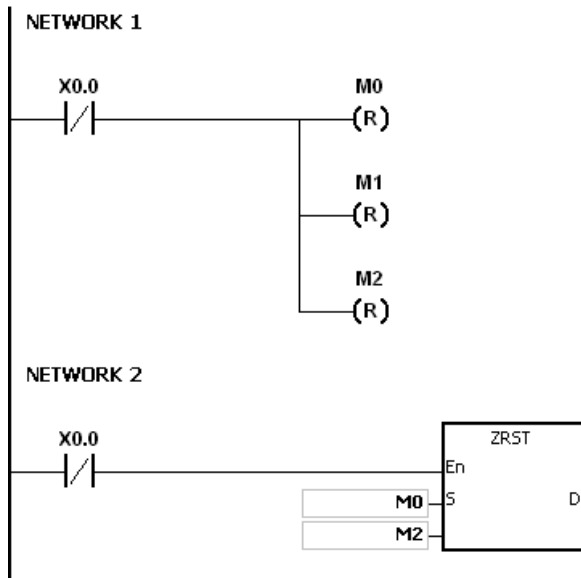 NETWORK 1
X0.0
M0
(R)
M1
(R)
M2
(R)
NETWORK 2
X0.0
ZRST
En
M0 S D
M2